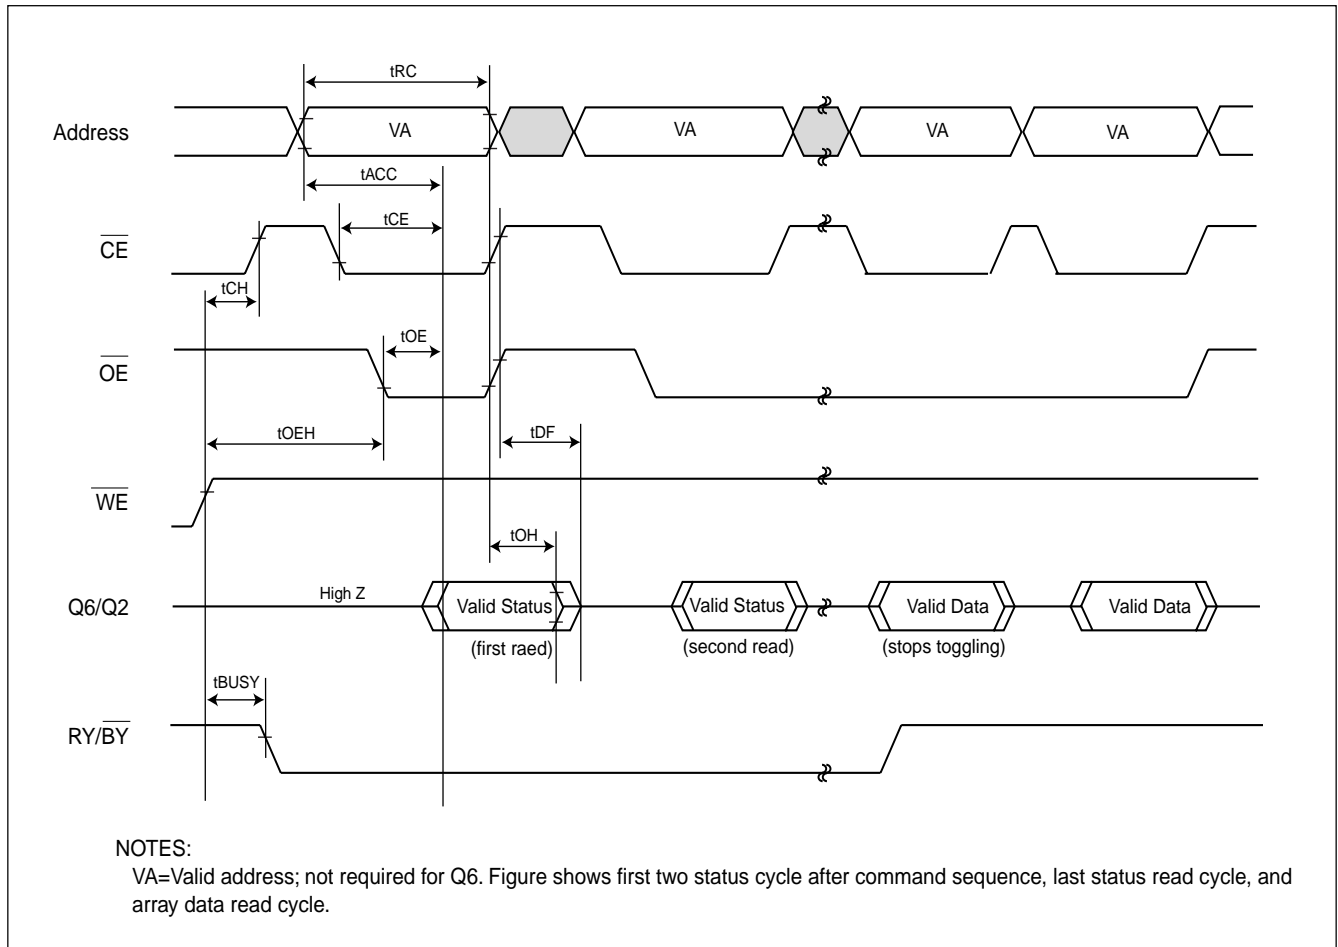 tRC
Address
VA
VA
VA
VA
tACC
tCE
CE
tCH
tOE
OE
tOEH
tDF
WE
tOH
Q6/Q2
High Z
Valid Status
Valid Status
Valid Data
Valid Data
(first raed)
(second read)
(stops toggling)
tBUSY
RY/BY
NOTES:
VA=Valid address; not required for Q6. Figure shows first two status cycle after command sequence, last status read cycle, and
array data read cycle.